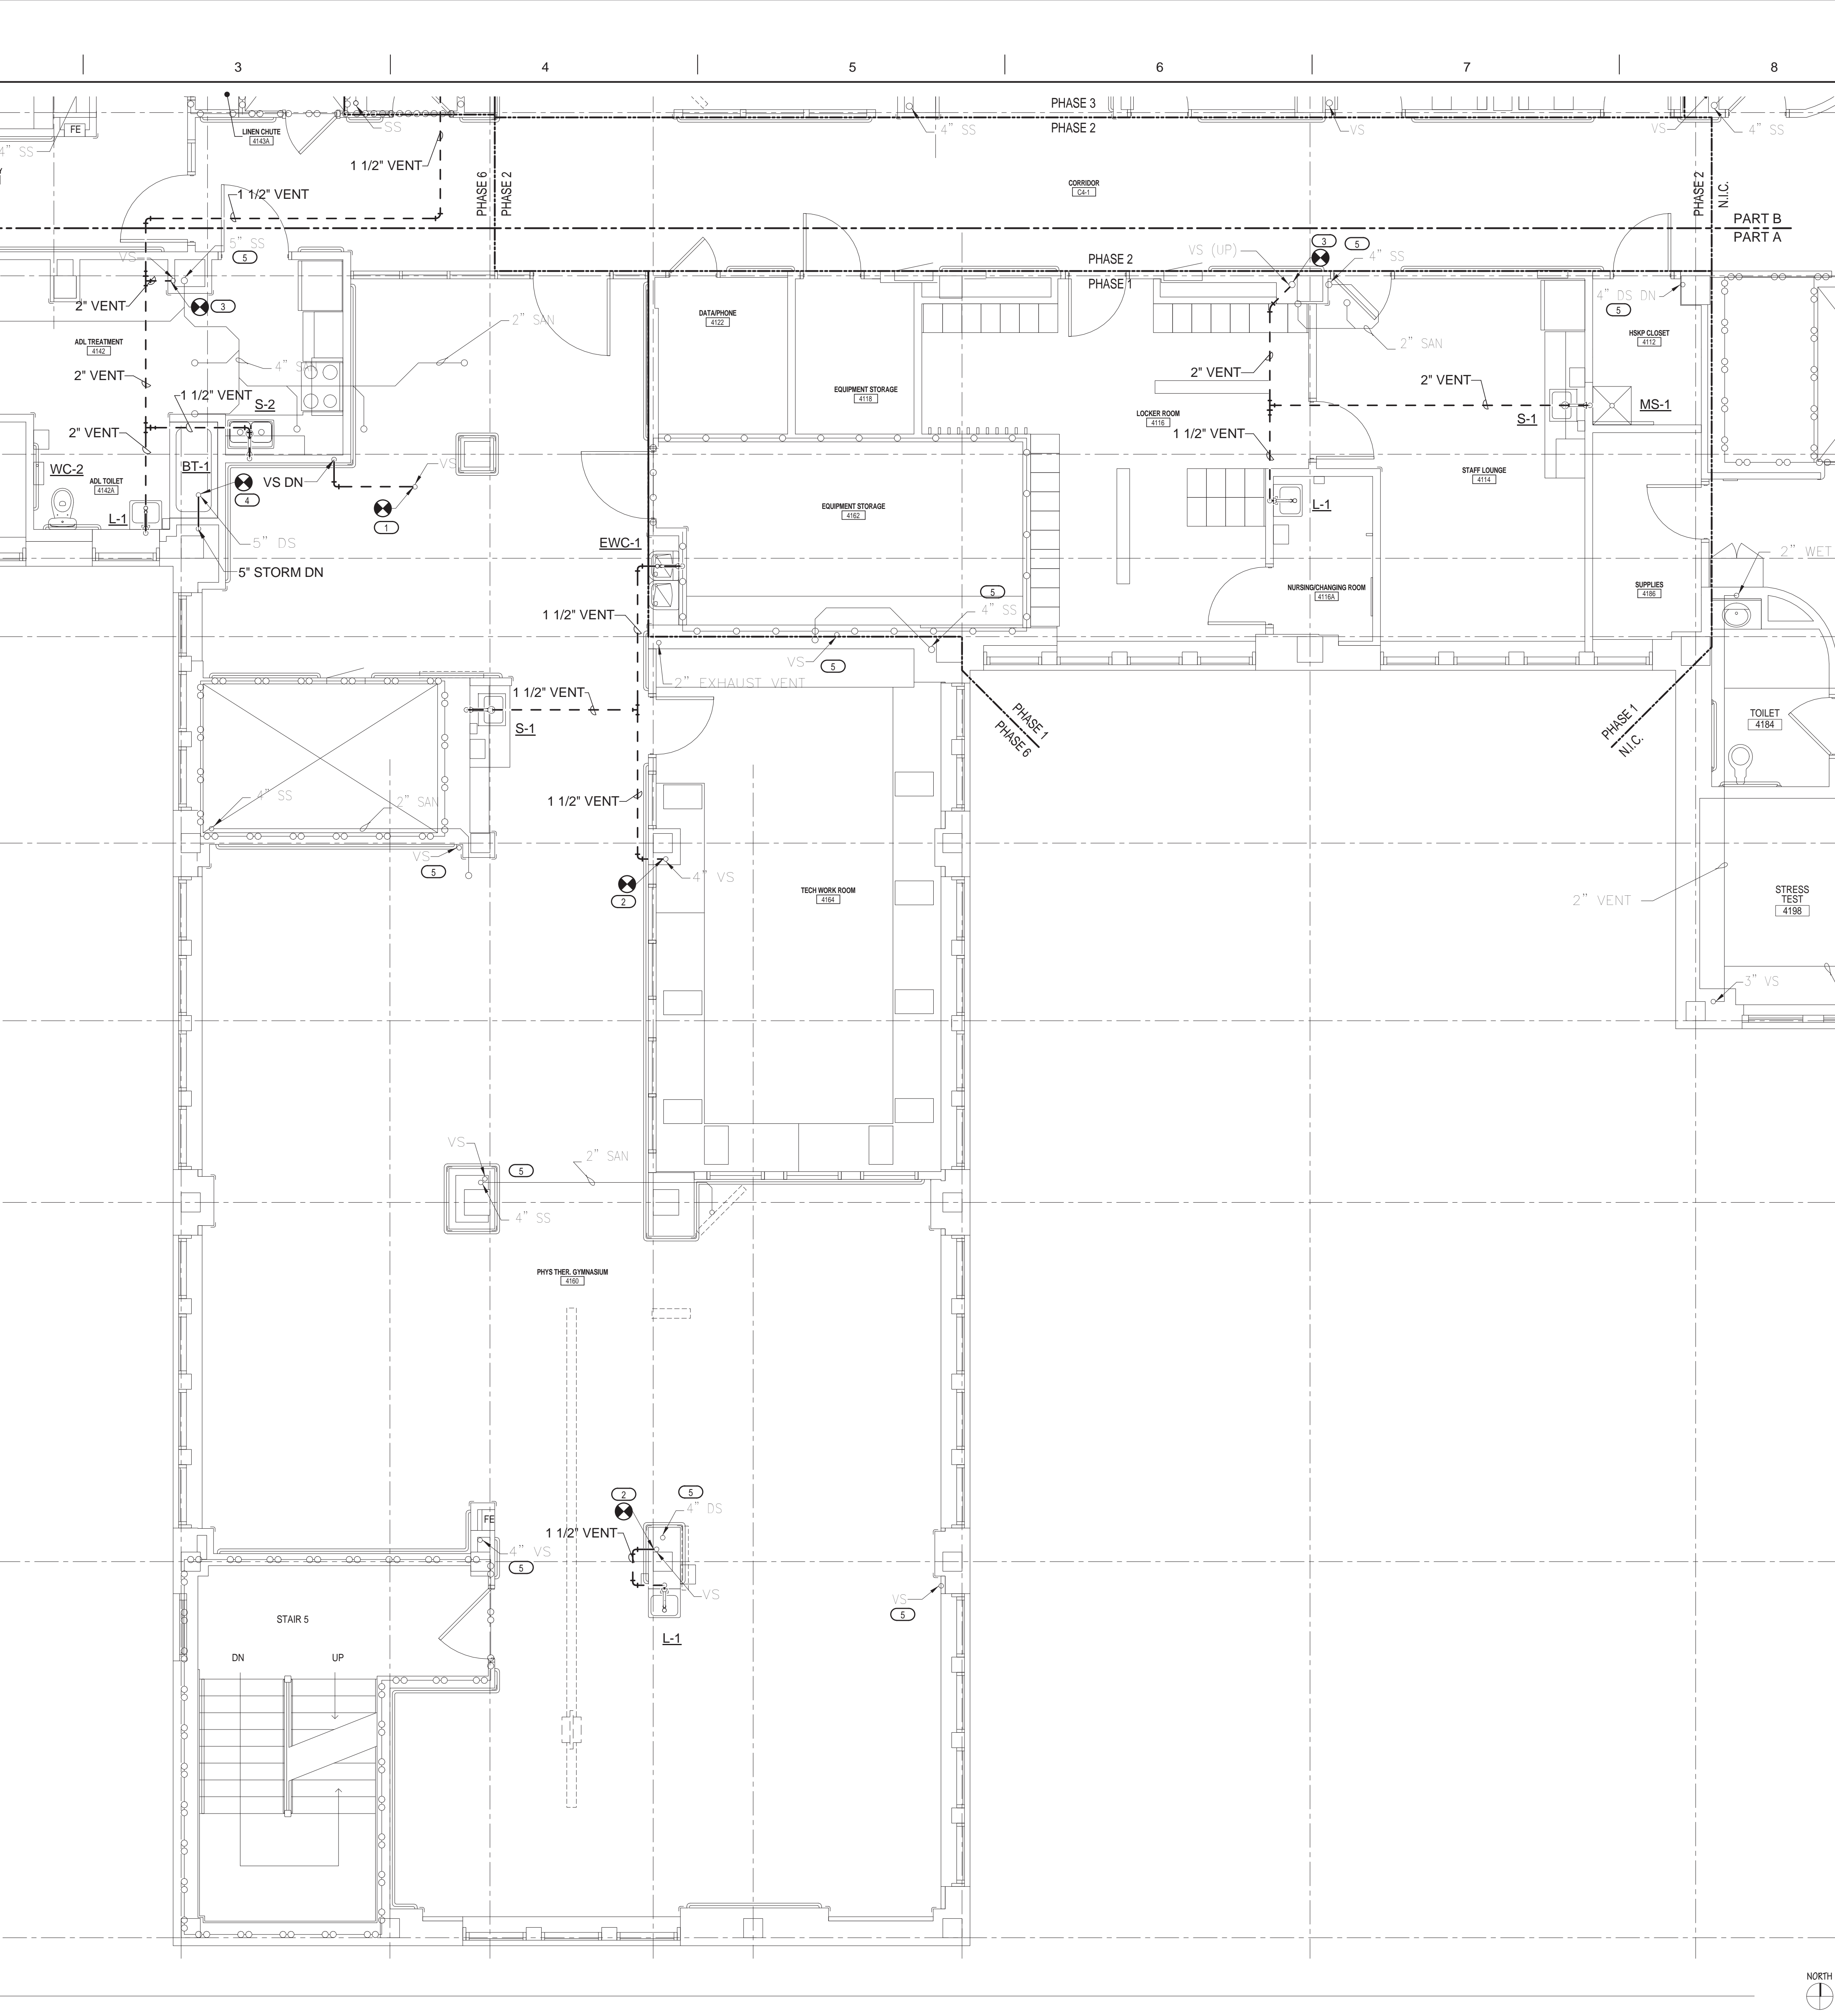 3
4
5
6
7
8
FE
LINEN CHUTE
4143A
SS
4" SS
PHASE 3
PHASE 2
VS
VS
4" SS
4" SS
1 1/2" VENT
1 1/2" VENT
PHASE 6
PHASE 2
CORRIDOR
C4-1
PHASE 2
N.I.C.
PART B
PART A
5" SS
VS
5
2" VENT
3
PHASE 2
PHASE 1
VS (UP)
3
5
4" SS
4" DS DN
5
ADL TREATMENT
4142
2" SAN
DATA/PHONE
4122
HSKP CLOSET
4112
2" VENT
4" SAN
2" SAN
2" VENT
2" VENT
1 1/2" VENT
S-2
EQUIPMENT STORAGE
4118
S-1
MS-1
LOCKER ROOM
4116
1 1/2" VENT
2" VENT
WC-2
BT-1
ADL TOILET
4142A
VS DN
VS
4
1
L-1
STAFF LOUNGE
4114
EQUIPMENT STORAGE
4162
L-1
5" DS
EWC-1
2" WET
5" STORM DN
NURSING/CHANGING ROOM
4116A
SUPPLIES
4186
5
4" SS
1 1/2" VENT
VS
5
2" EXHAUST VENT
1 1/2" VENT
S-1
PHASE 1
PHASE 6
PHASE 1
N.I.C.
TOILET
4184
4" SS
2" SAN
1 1/2" VENT
VS
5
4" VS
2
TECH WORK ROOM
4164
STRESS
TEST
4198
2" VENT
3" VS
VS
5
2" SAN
4" SS
PHYS THER. GYMNASIUM
4160
2
5
4" DS
FE
1 1/2" VENT
4" VS
5
VS
VS
5
STAIR 5
L-1
DN
UP
NORTH